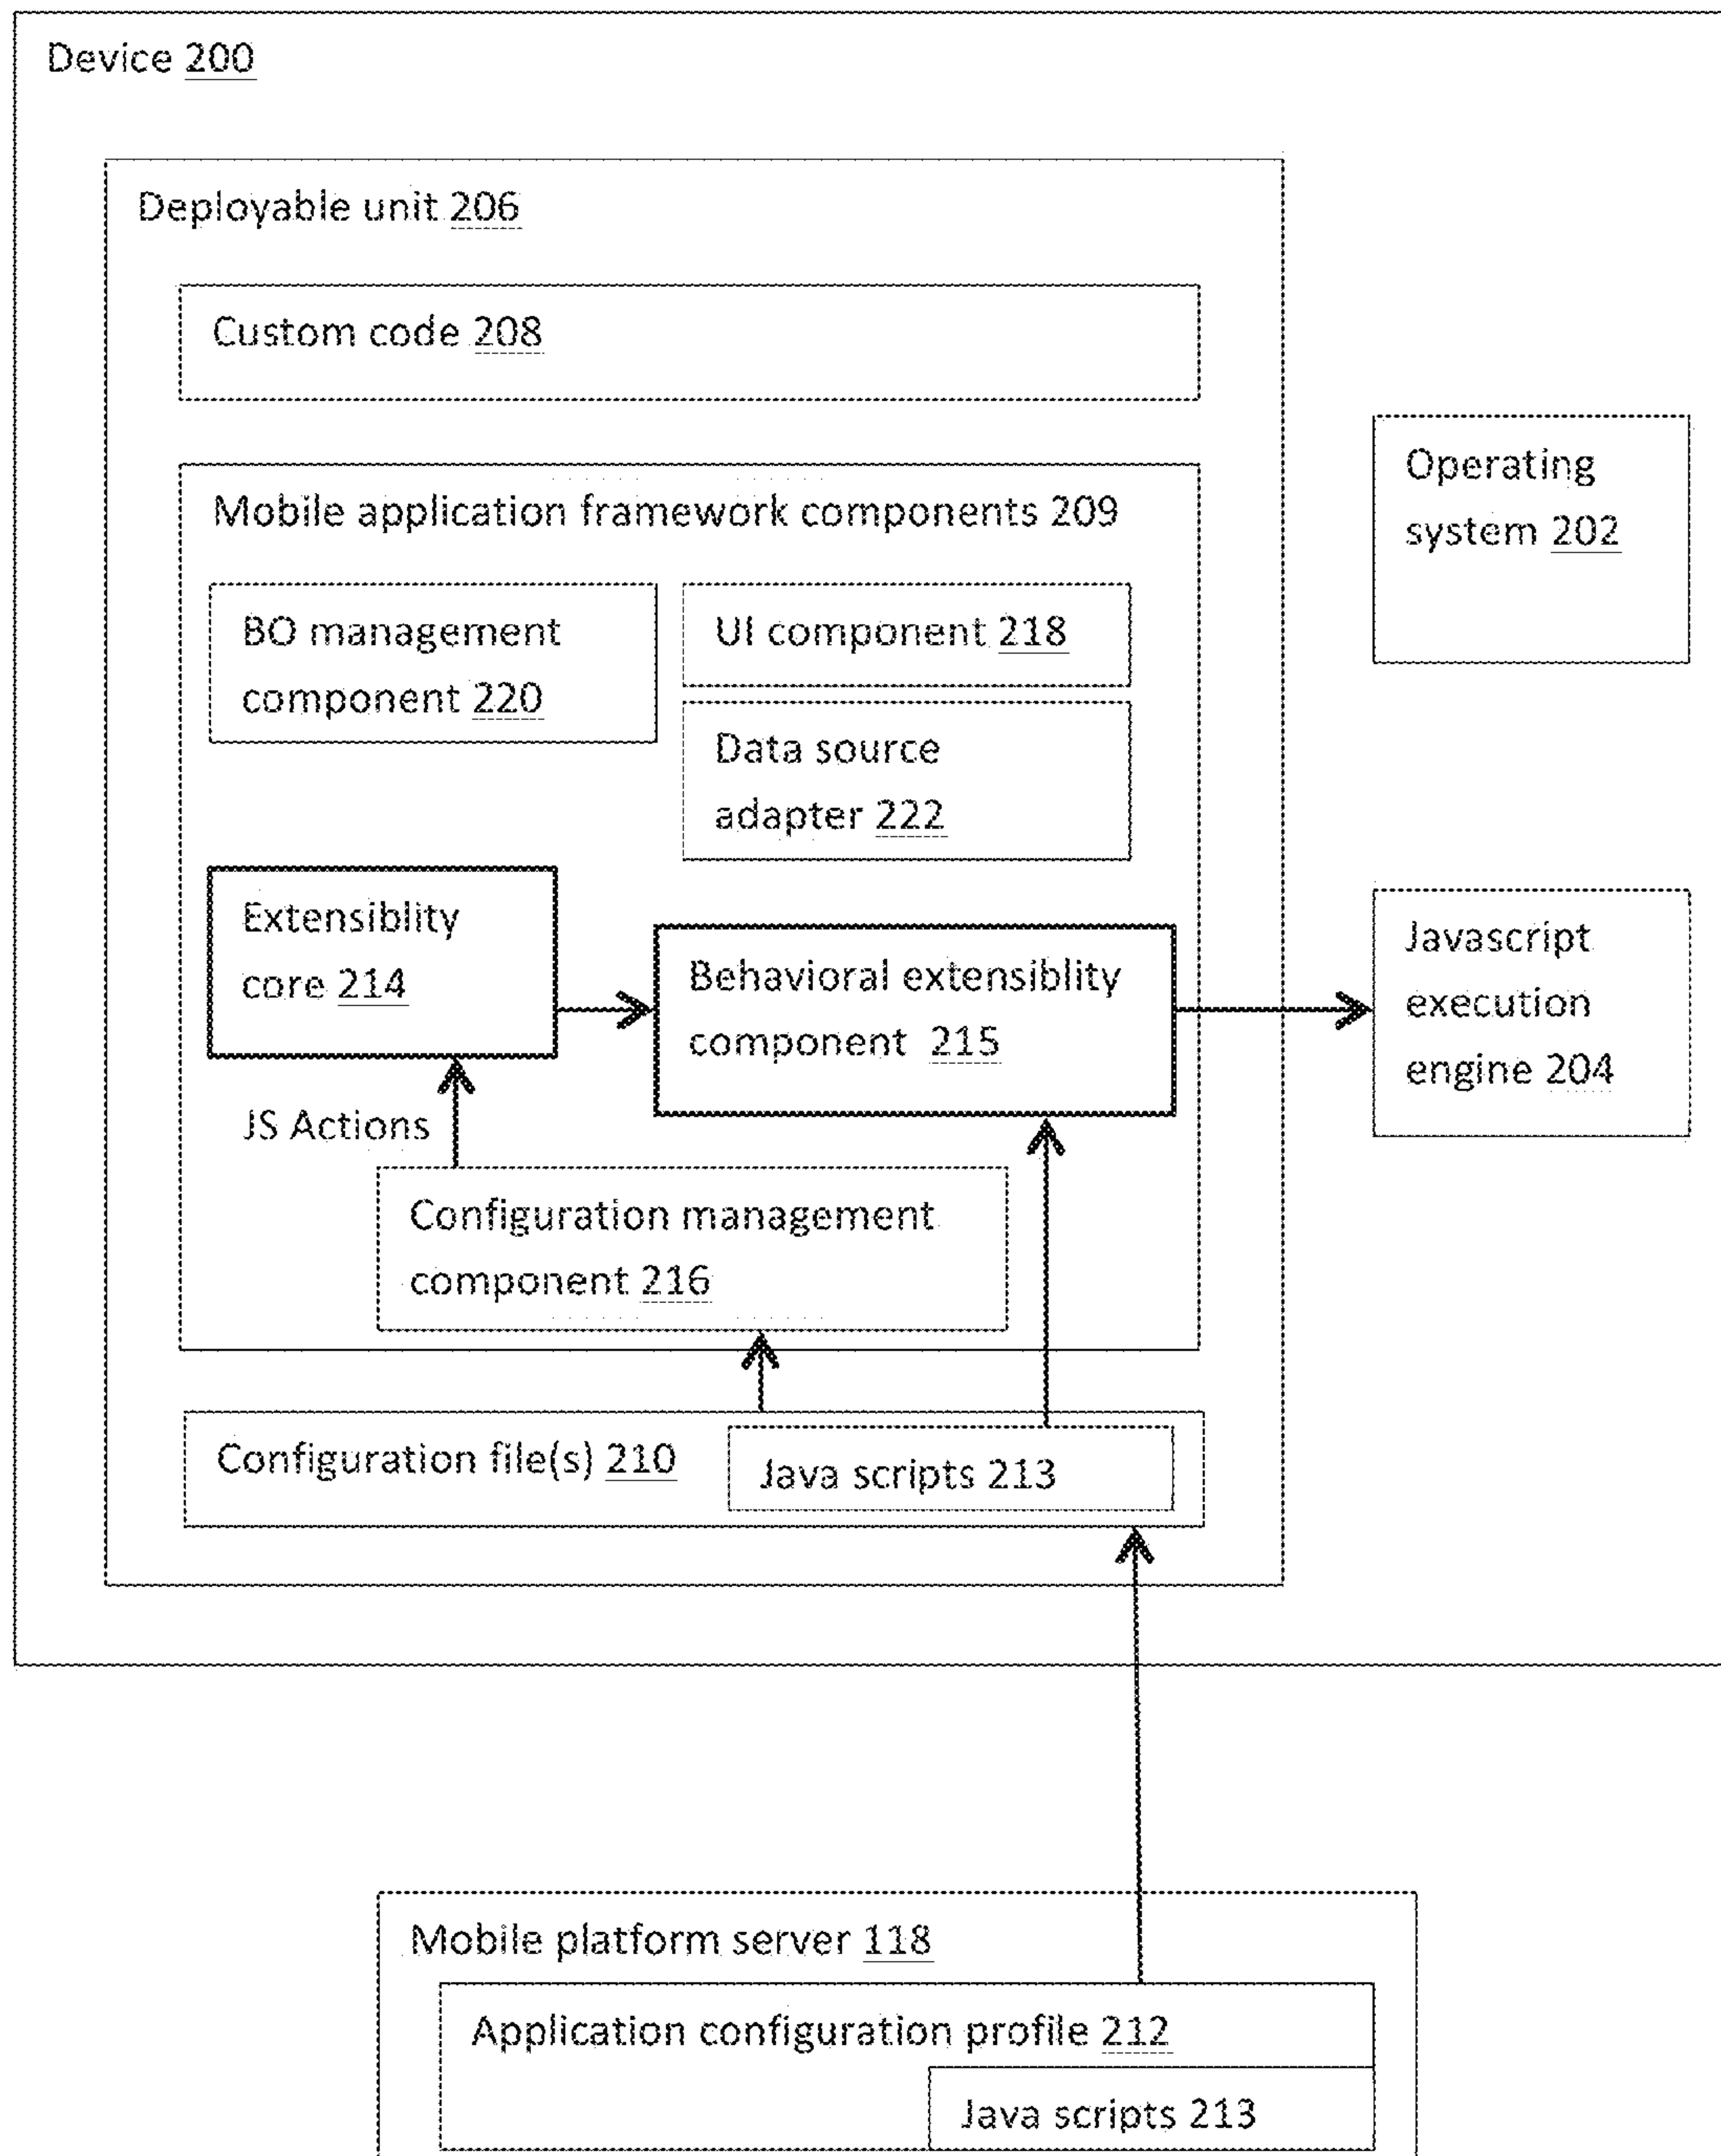 Device 200
Deployable unit 206
Custom code 208
Mobile application framework components 209
BO management
component 220
UI component 218
Data source
adapter 222
Operating
system 202
Extensiblity
core 214
Behavioral extensiblity
component 215
Javascript
execution
engine 204
JS Actions
Configuration management
component 216
Configuration file(s) 210
Java scripts 213
Mobile platform server 118
Application configuration profile 212
Java scripts 213